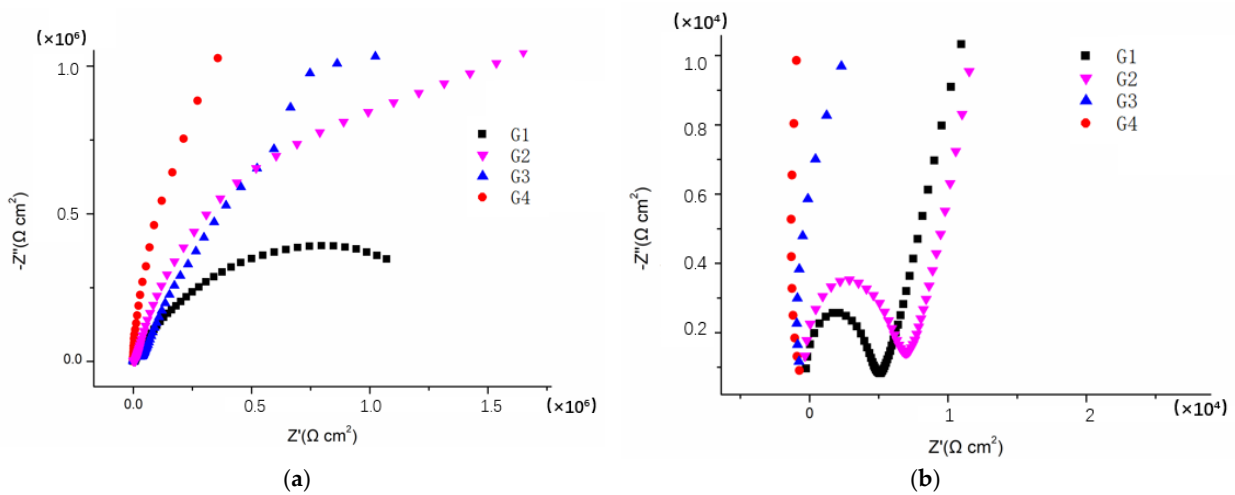 (×10⁶)
1.0
0.5
0.0
-Z''(Ω cm²)
G1
G2
G3
G4
0.0 0.5 1.0 1.5 (×10⁶)
Z'(Ω cm²)
(a)
(×10⁴)
1.0
0.8
0.6
0.4
0.2
-Z''(Ω cm²)
G1
G2
G3
G4
0 1 2 (×10⁴)
Z'(Ω cm²)
(b)